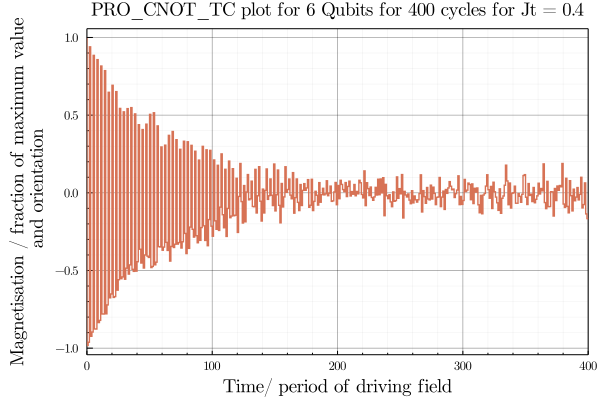 PRO_CNOT_TC plot for 6 Qubits for 400 cycles for Jt = 0.4
Magnetisation / fraction of maximum value
and orientation
1.0
0.5
0.0
−0.5
−1.0
0
100
200
300
400
Time/ period of driving field